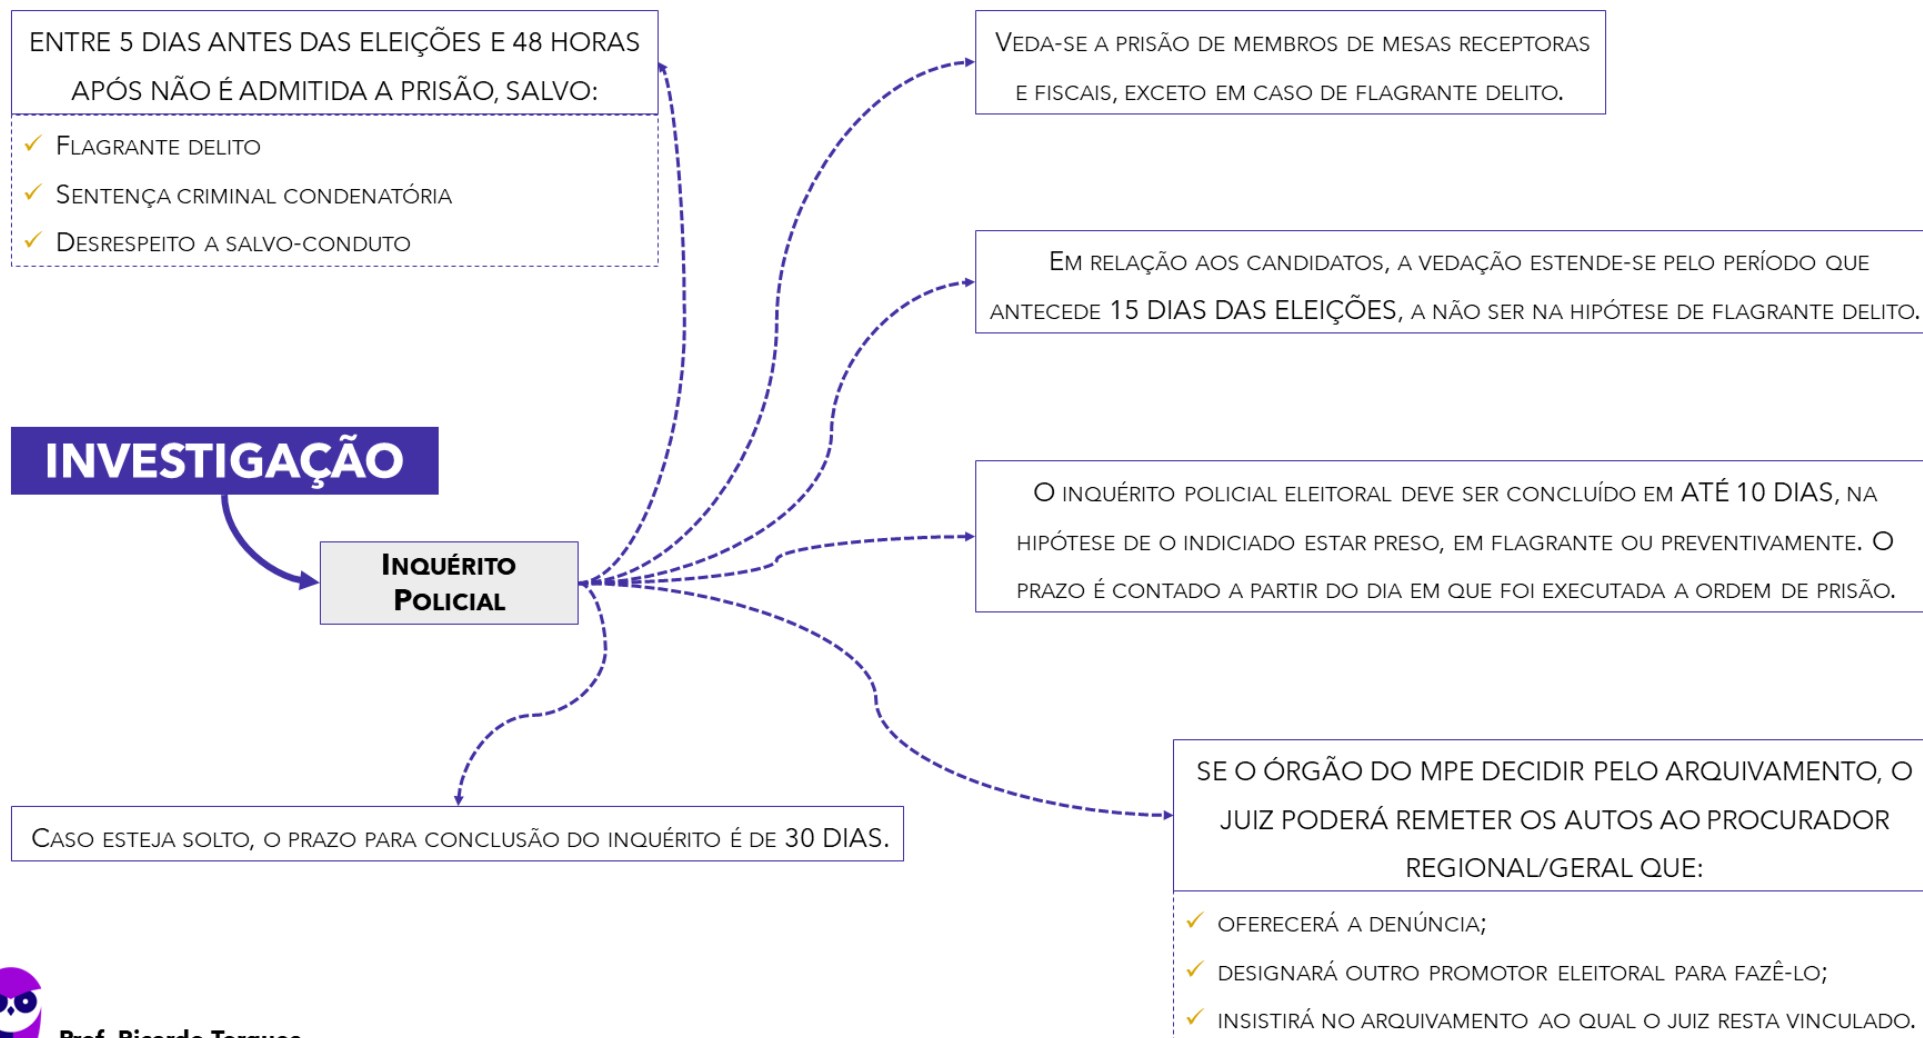 ENTRE 5 DIAS ANTES DAS ELEIÇÕES E 48 HORAS
APÓS NÃO É ADMITIDA A PRISÃO, SALVO:
✓ FLAGRANTE DELITO
✓ SENTENÇA CRIMINAL CONDENATÓRIA
✓ DESRESPEITO A SALVO-CONDUTO
VEDA-SE A PRISÃO DE MEMBROS DE MESAS RECEPTORAS
E FISCAIS, EXCETO EM CASO DE FLAGRANTE DELITO.
EM RELAÇÃO AOS CANDIDATOS, A VEDAÇÃO ESTENDE-SE PELO PERÍODO QUE
ANTECEDE 15 DIAS DAS ELEIÇÕES, A NÃO SER NA HIPÓTESE DE FLAGRANTE DELITO.
INVESTIGAÇÃO
INQUÉRITO
POLICIAL
O INQUÉRITO POLICIAL ELEITORAL DEVE SER CONCLUÍDO EM ATÉ 10 DIAS, NA
HIPÓTESE DE O INDICIADO ESTAR PRESO, EM FLAGRANTE OU PREVENTIVAMENTE. O
PRAZO É CONTADO A PARTIR DO DIA EM QUE FOI EXECUTADA A ORDEM DE PRISÃO.
CASO ESTEJA SOLTO, O PRAZO PARA CONCLUSÃO DO INQUÉRITO É DE 30 DIAS.
SE O ÓRGÃO DO MPE DECIDIR PELO ARQUIVAMENTO, O
JUIZ PODERÁ REMETER OS AUTOS AO PROCURADOR
REGIONAL/GERAL QUE:
✓ OFERECERÁ A DENÚNCIA;
✓ DESIGNARÁ OUTRO PROMOTOR ELEITORAL PARA FAZÊ-LO;
✓ INSISTIRÁ NO ARQUIVAMENTO AO QUAL O JUIZ RESTA VINCULADO.
Prof. Ricardo Torques